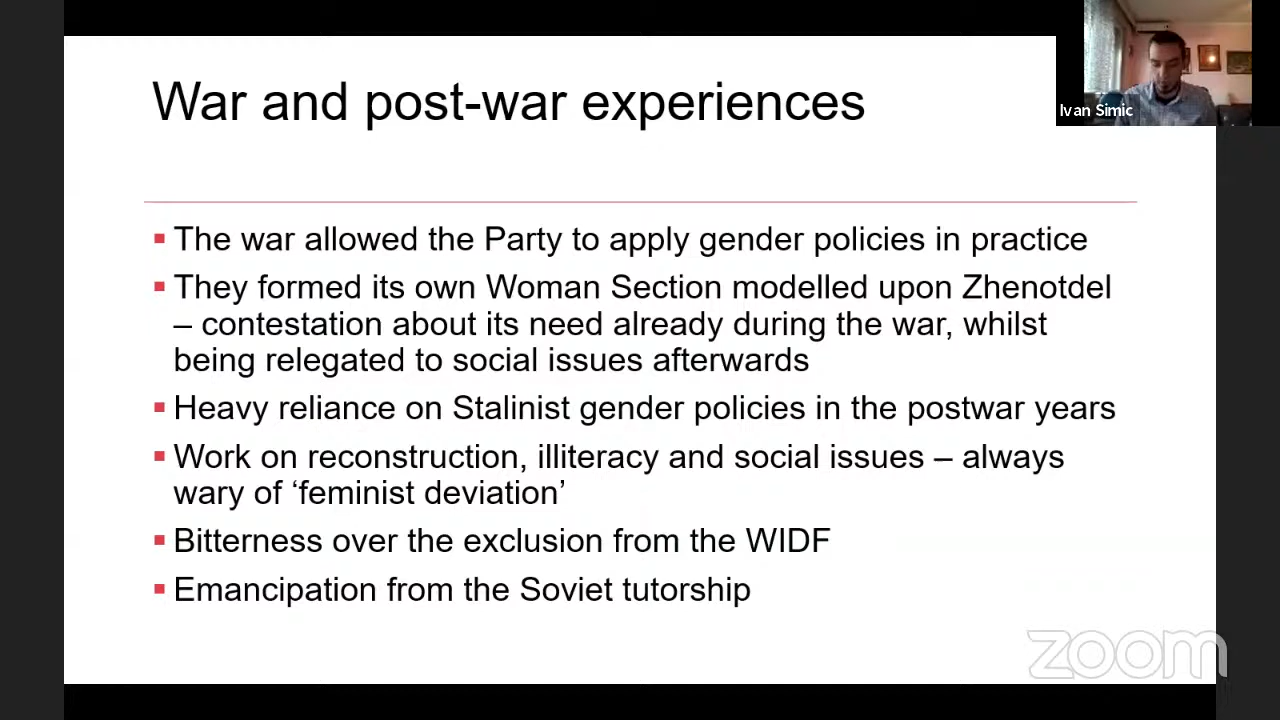 War and post-war experiences
Ivan Simic
▪ The war allowed the Party to apply gender policies in practice
▪ They formed its own Woman Section modelled upon Zhenotdel
– contestation about its need already during the war, whilst
being relegated to social issues afterwards
▪ Heavy reliance on Stalinist gender policies in the postwar years
▪ Work on reconstruction, illiteracy and social issues – always
wary of ‘feminist deviation’
▪ Bitterness over the exclusion from the WIDF
▪ Emancipation from the Soviet tutorship
zoom